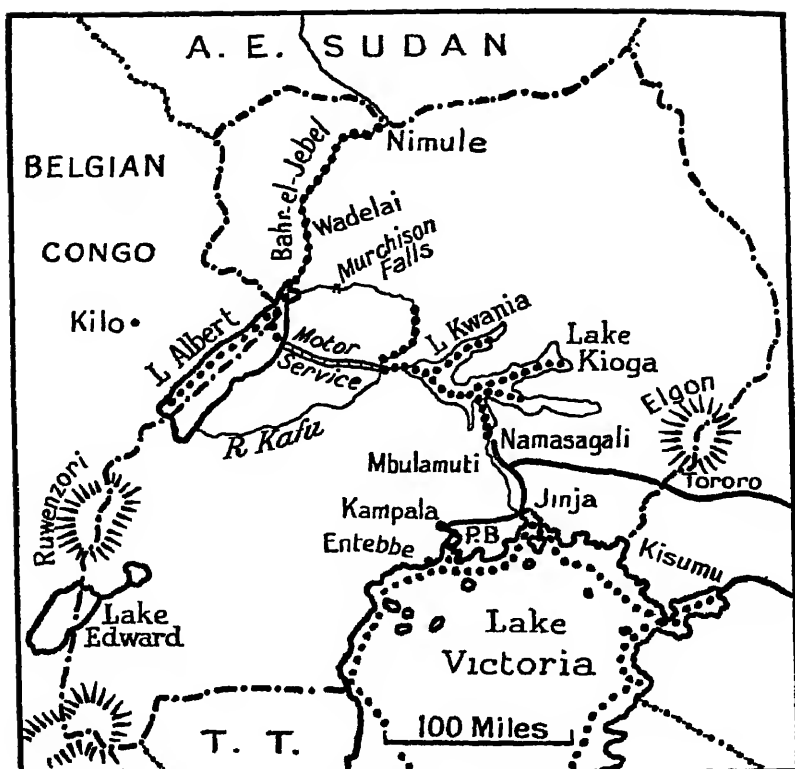 A. E. SUDAN
Nimule
BELGIAN
CONGO
Bahr-el-Jebel
Wadelai
Murchison
Falls
Kilo
L Albert
Motor
Service
L Kwania
Lake
Kioga
R Kafu
Elgon
Namasagali
Mbulamuti
Tororo
Ruwenzori
Kampala
Jinja
P.B
Entebbe
Kisumu
Lake
Edward
Lake
Victoria
T. T.
100 Miles